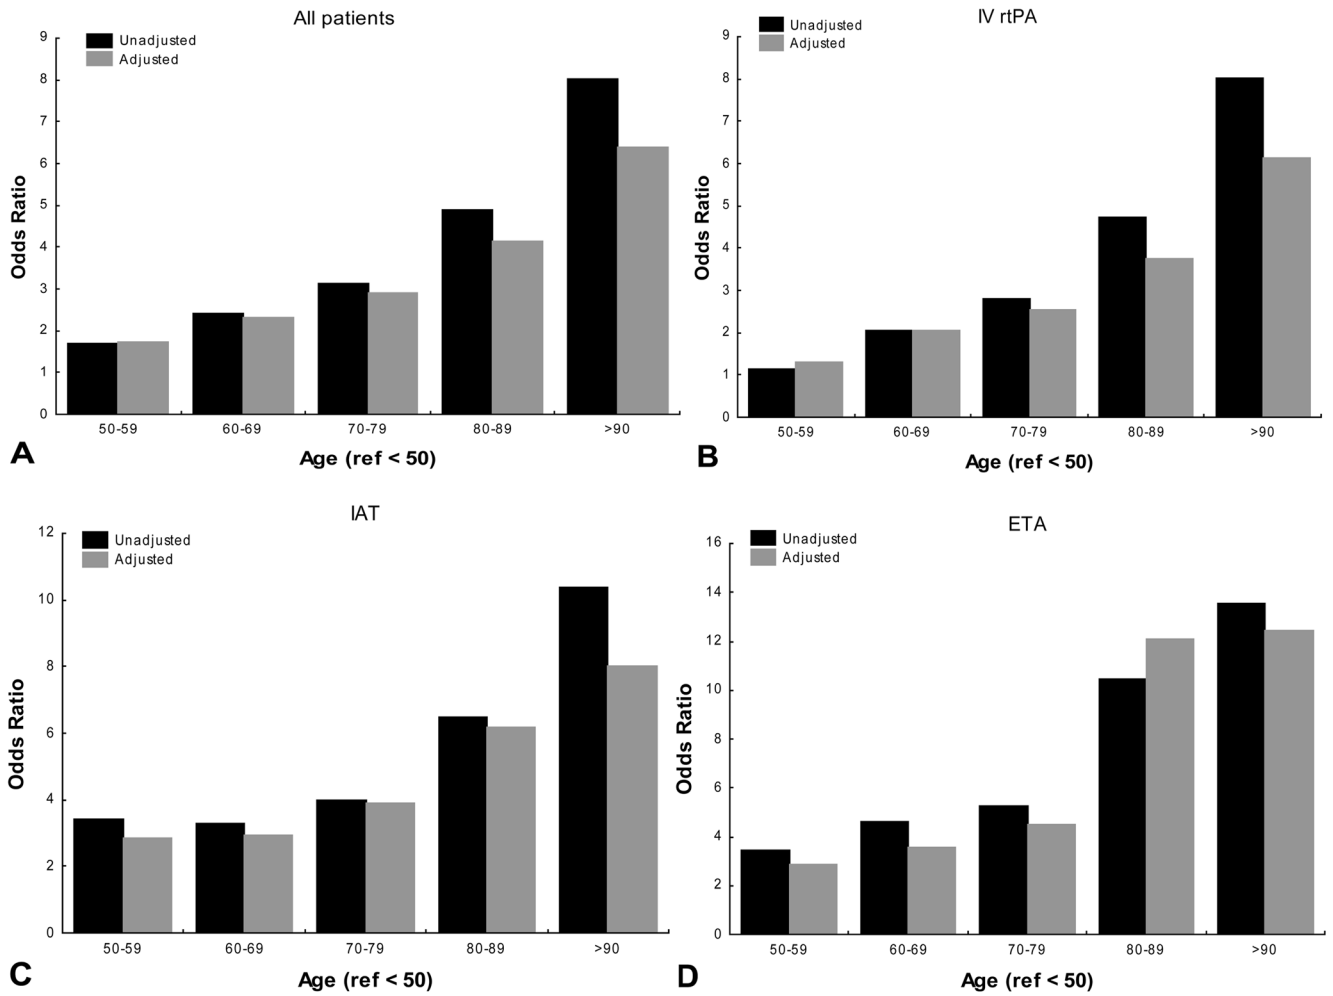 All patients
Unadjusted
Adjusted
Odds Ratio
9
8
7
6
5
4
3
2
1
0
50-59 60-69 70-79 80-89 >90
Age (ref < 50)
A
IV rtPA
Unadjusted
Adjusted
Odds Ratio
9
8
7
6
5
4
3
2
1
0
50-59 60-69 70-79 80-89 >90
Age (ref < 50)
B
IAT
Unadjusted
Adjusted
Odds Ratio
12
10
8
6
4
2
0
50-59 60-69 70-79 80-89 >90
Age (ref < 50)
C
ETA
Unadjusted
Adjusted
Odds Ratio
16
14
12
10
8
6
4
2
0
50-59 60-69 70-79 80-89 >90
Age (ref < 50)
D